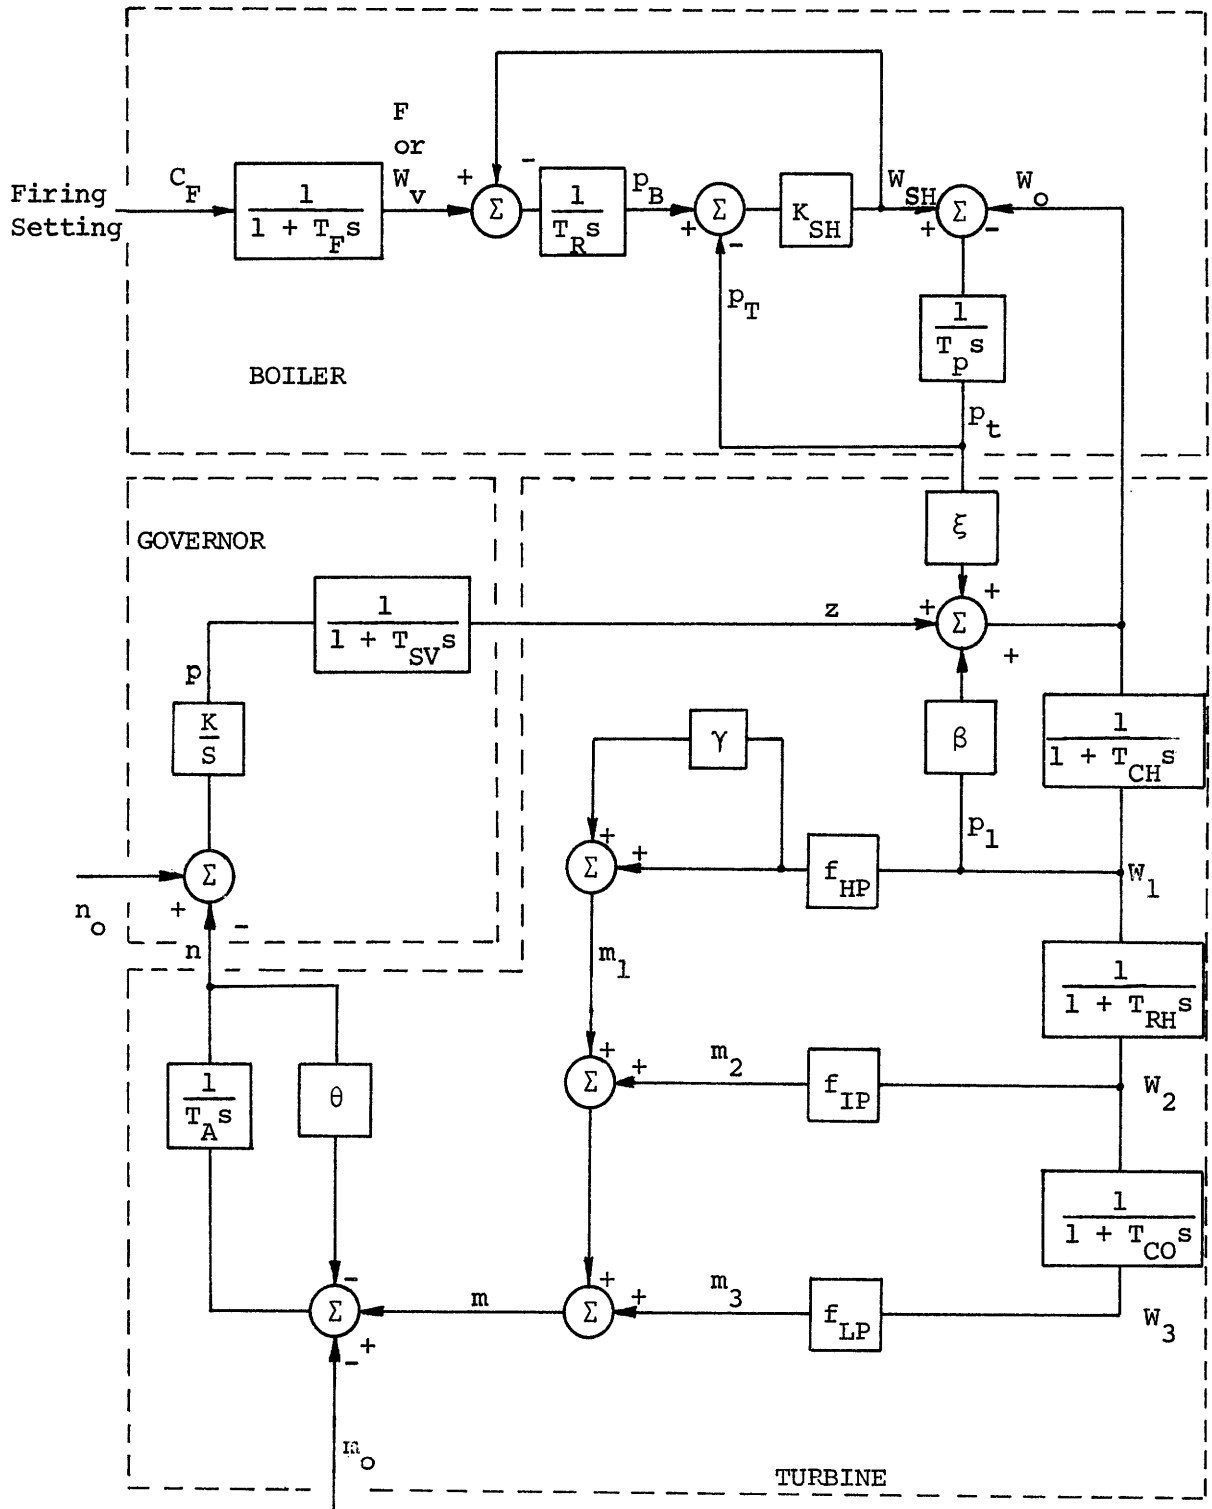 F
or
W_v
Firing
Setting
C_F
1
1 + T_F s
+
-
Σ
1
T_R s
p_B
+
-
Σ
K_SH
W_SH
+
Σ
-
W_o
p_T
1
T_p s
BOILER
p_t
ξ
GOVERNOR
1
1 + T_SV s
z
+
+
Σ
+
p
K
S
γ
β
1
1 + T_CH s
p_1
Σ
+
+
f_HP
W_1
n_o
+
Σ
-
n
m_1
1
1 + T_RH s
1
T_A s
θ
+
Σ
+
m_2
f_IP
W_2
1
1 + T_CO s
-
Σ
+
-
m
+
Σ
+
m_3
f_LP
W_3
m_o
TURBINE